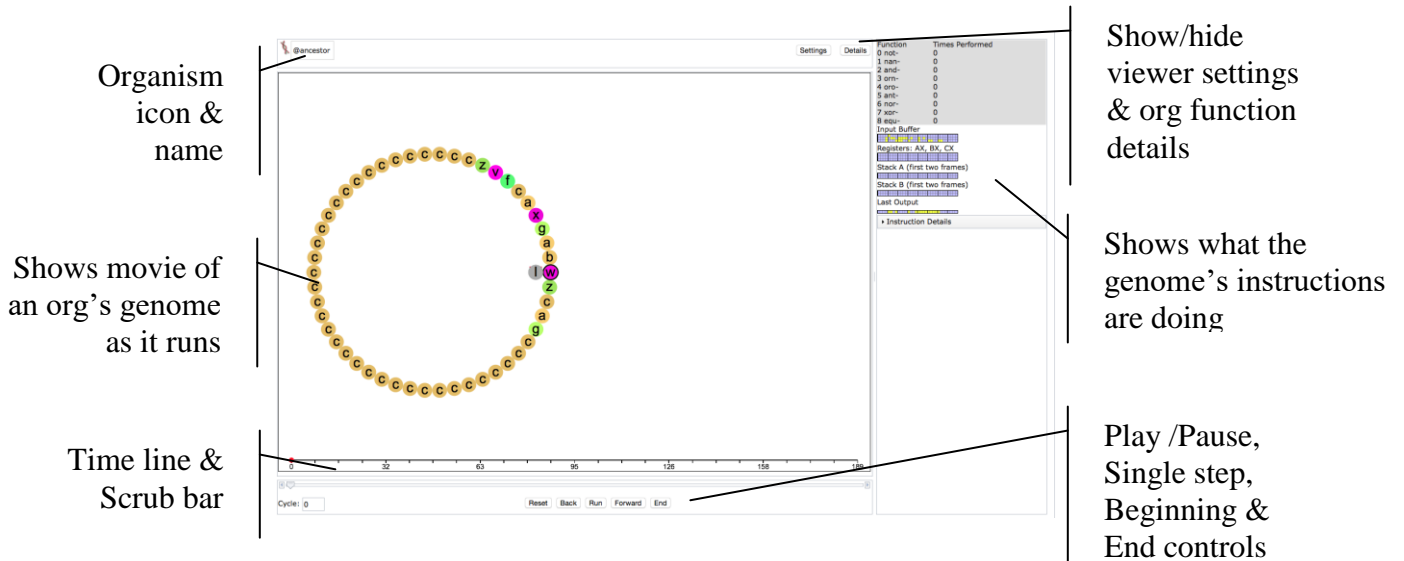 Organism
icon &
name
@ancestor
Settings Details
Function Times Performed
0 not- 0
1 nan- 0
2 and- 0
3 orn- 0
4 oro- 0
5 ant- 0
6 nor- 0
7 xor- 0
8 equ- 0
Input Buffer
Registers: AX, BX, CX
Stack A (first two frames)
Stack B (first two frames)
Last Output
Instruction Details
Show/hide
viewer settings
& org function
details
Shows movie of
an org's genome
as it runs
w z c a g c c c c c c c c c c c c c c c c c c c c c c c c c c c c c c c c c c c c c c c c z v f c a x g a b
l
Shows what the
genome's instructions
are doing
Time line &
Scrub bar
0 32 63 95 126 158 189
Cycle: 0
Reset Back Run Forward End
Play /Pause,
Single step,
Beginning &
End controls